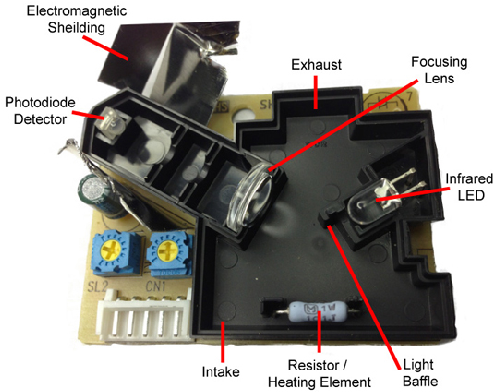 Electromagnetic
Sheilding
Exhaust
Focusing
Lens
Photodiode
Detector
Infrared
LED
SL2
CN1
Intake
Resistor /
Heating Element
Light
Baffle